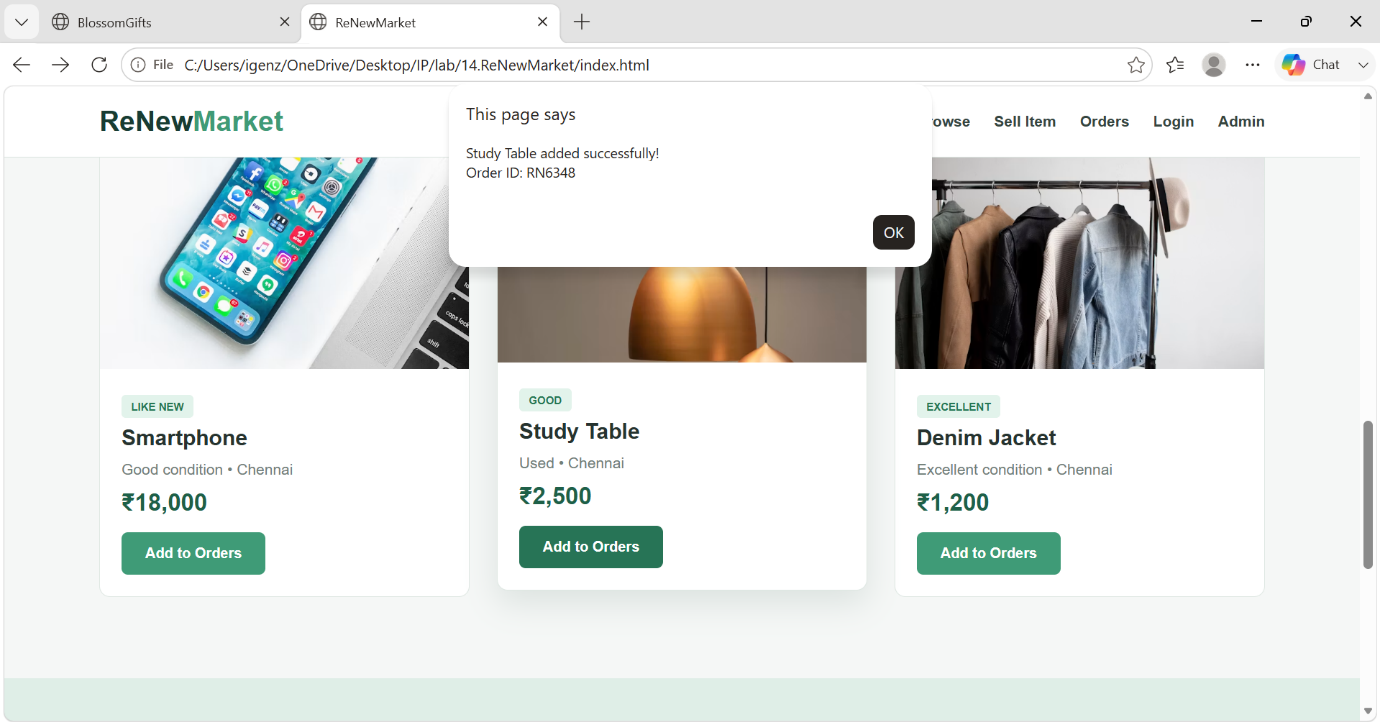 BlossomGifts
ReNewMarket
File C:/Users/igenz/OneDrive/Desktop/IP/lab/14.ReNewMarket/index.html
Chat
ReNewMarket
Sell Item Orders Login Admin
This page says
Study Table added successfully!
Order ID: RN6348
OK
caps lock
shift
LIKE NEW
Smartphone
Good condition • Chennai
₹18,000
Add to Orders
GOOD
Study Table
Used • Chennai
₹2,500
Add to Orders
EXCELLENT
Denim Jacket
Excellent condition • Chennai
₹1,200
Add to Orders